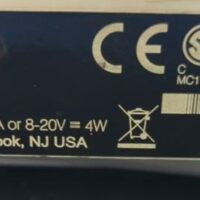 CE
C
MC1
A or 8-20V = 4W
ook, NJ USA